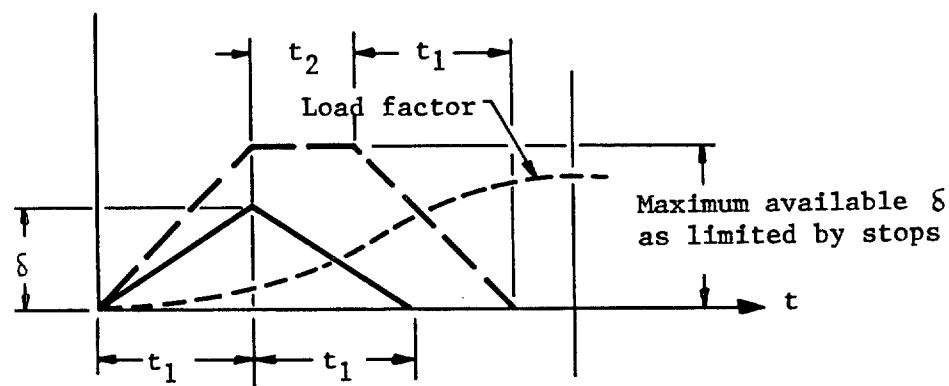 t2
t1
Load factor
Maximum available δ
as limited by stops
δ
t
t1
t1